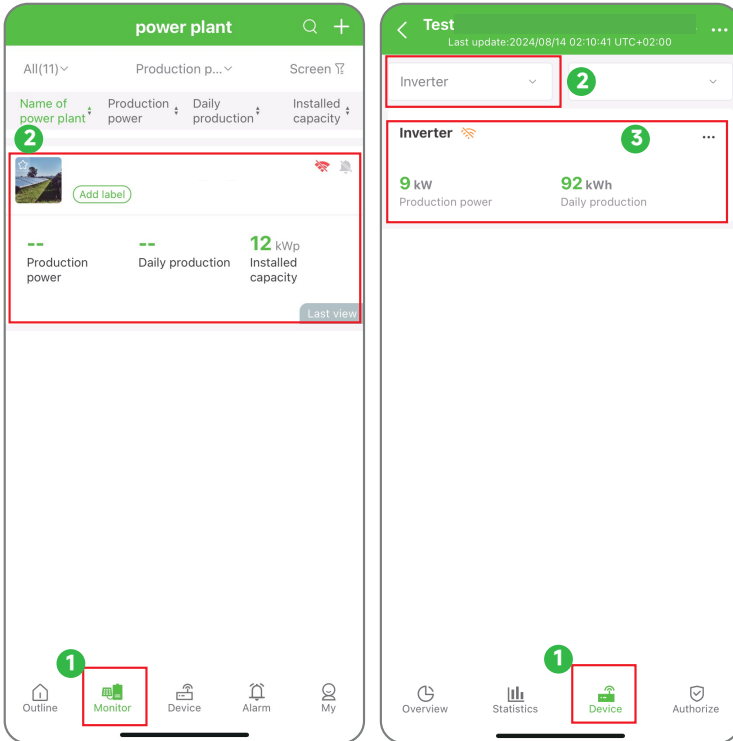 power plant
All(11)
Production p...
Screen
Name of
power plant
Production
power
Daily
production
Installed
capacity
2
Add label
--
Production
power
--
Daily production
12 kWp
Installed
capacity
Last view
1
Outline
Monitor
Device
Alarm
My
Test
...
Last update:2024/08/14 02:10:41 UTC+02:00
Inverter
2
Inverter
3
...
9 kW
Production power
92 kWh
Daily production
1
Overview
Statistics
Device
Authorize